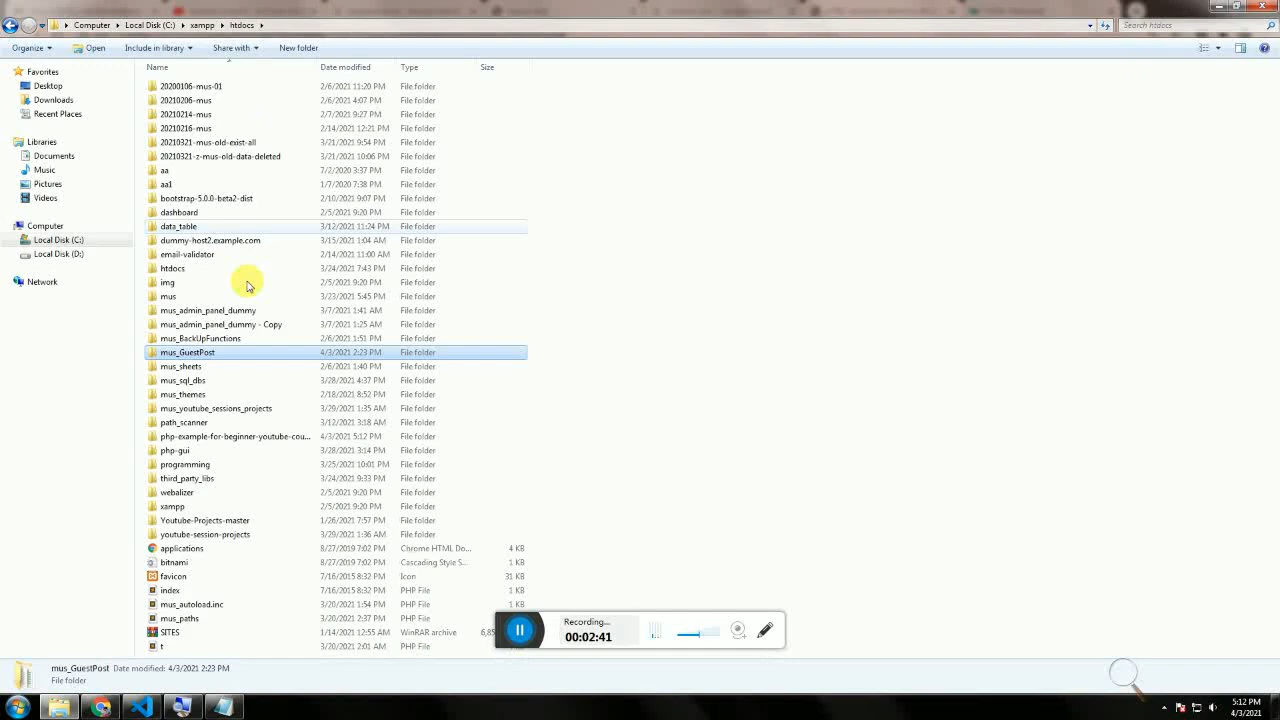 Computer Local Disk (C:) xampp htdocs
Search htdocs
Organize Open Include in library Share with New folder
Name Date modified Type Size
Favorites
Desktop
Downloads
Recent Places
Libraries
Documents
Music
Pictures
Videos
Computer
Local Disk (C:)
Local Disk (D:)
Network
20200106-mus-01 2/6/2021 11:20 PM File folder
20210206-mus 2/6/2021 4:07 PM File folder
20210214-mus 2/7/2021 9:27 PM File folder
20210216-mus 2/14/2021 12:21 PM File folder
20210321-mus-old-exist-all 3/21/2021 9:54 PM File folder
20210321-z-mus-old-data-deleted 3/21/2021 10:06 PM File folder
aa 7/2/2020 3:37 PM File folder
aa1 1/7/2020 7:38 PM File folder
bootstrap-5.0.0-beta2-dist 2/10/2021 9:07 PM File folder
dashboard 2/5/2021 9:20 PM File folder
data_table 3/12/2021 11:24 PM File folder
dummy-host2.example.com 3/15/2021 1:04 AM File folder
email-validator 2/14/2021 11:00 AM File folder
htdocs 3/24/2021 7:43 PM File folder
img 2/5/2021 9:20 PM File folder
mus 3/23/2021 5:45 PM File folder
mus_admin_panel_dummy 3/7/2021 1:41 AM File folder
mus_admin_panel_dummy - Copy 3/7/2021 1:25 AM File folder
mus_BackUpFunctions 2/6/2021 1:51 PM File folder
mus_GuestPost 4/3/2021 2:23 PM File folder
mus_sheets 2/6/2021 1:40 PM File folder
mus_sql_dbs 3/28/2021 4:37 PM File folder
mus_themes 2/18/2021 8:52 PM File folder
mus_youtube_sessions_projects 3/29/2021 1:35 AM File folder
path_scanner 3/12/2021 3:18 AM File folder
php-example-for-beginner-youtube-cou... 4/3/2021 5:12 PM File folder
php-gui 3/28/2021 3:14 PM File folder
programming 3/25/2021 10:01 PM File folder
third_party_libs 3/24/2021 9:33 PM File folder
webalizer 2/5/2021 9:20 PM File folder
xampp 2/5/2021 9:20 PM File folder
Youtube-Projects-master 1/26/2021 7:57 PM File folder
youtube-session-projects 3/29/2021 1:36 AM File folder
applications 8/27/2019 7:02 PM Chrome HTML Do... 4 KB
bitnami 8/27/2019 7:02 PM Cascading Style S... 1 KB
favicon 7/16/2015 8:32 PM Icon 31 KB
index 7/16/2015 8:32 PM PHP File 1 KB
mus_autoload.inc 3/20/2021 1:54 PM PHP File 1 KB
mus_paths 3/20/2021 2:37 PM PHP File
SITES 1/14/2021 12:55 AM WinRAR archive 6,85
t 3/20/2021 2:01 AM PHP File
Recording...
00:02:41
mus_GuestPost Date modified: 4/3/2021 2:23 PM
File folder
5:12 PM
4/3/2021